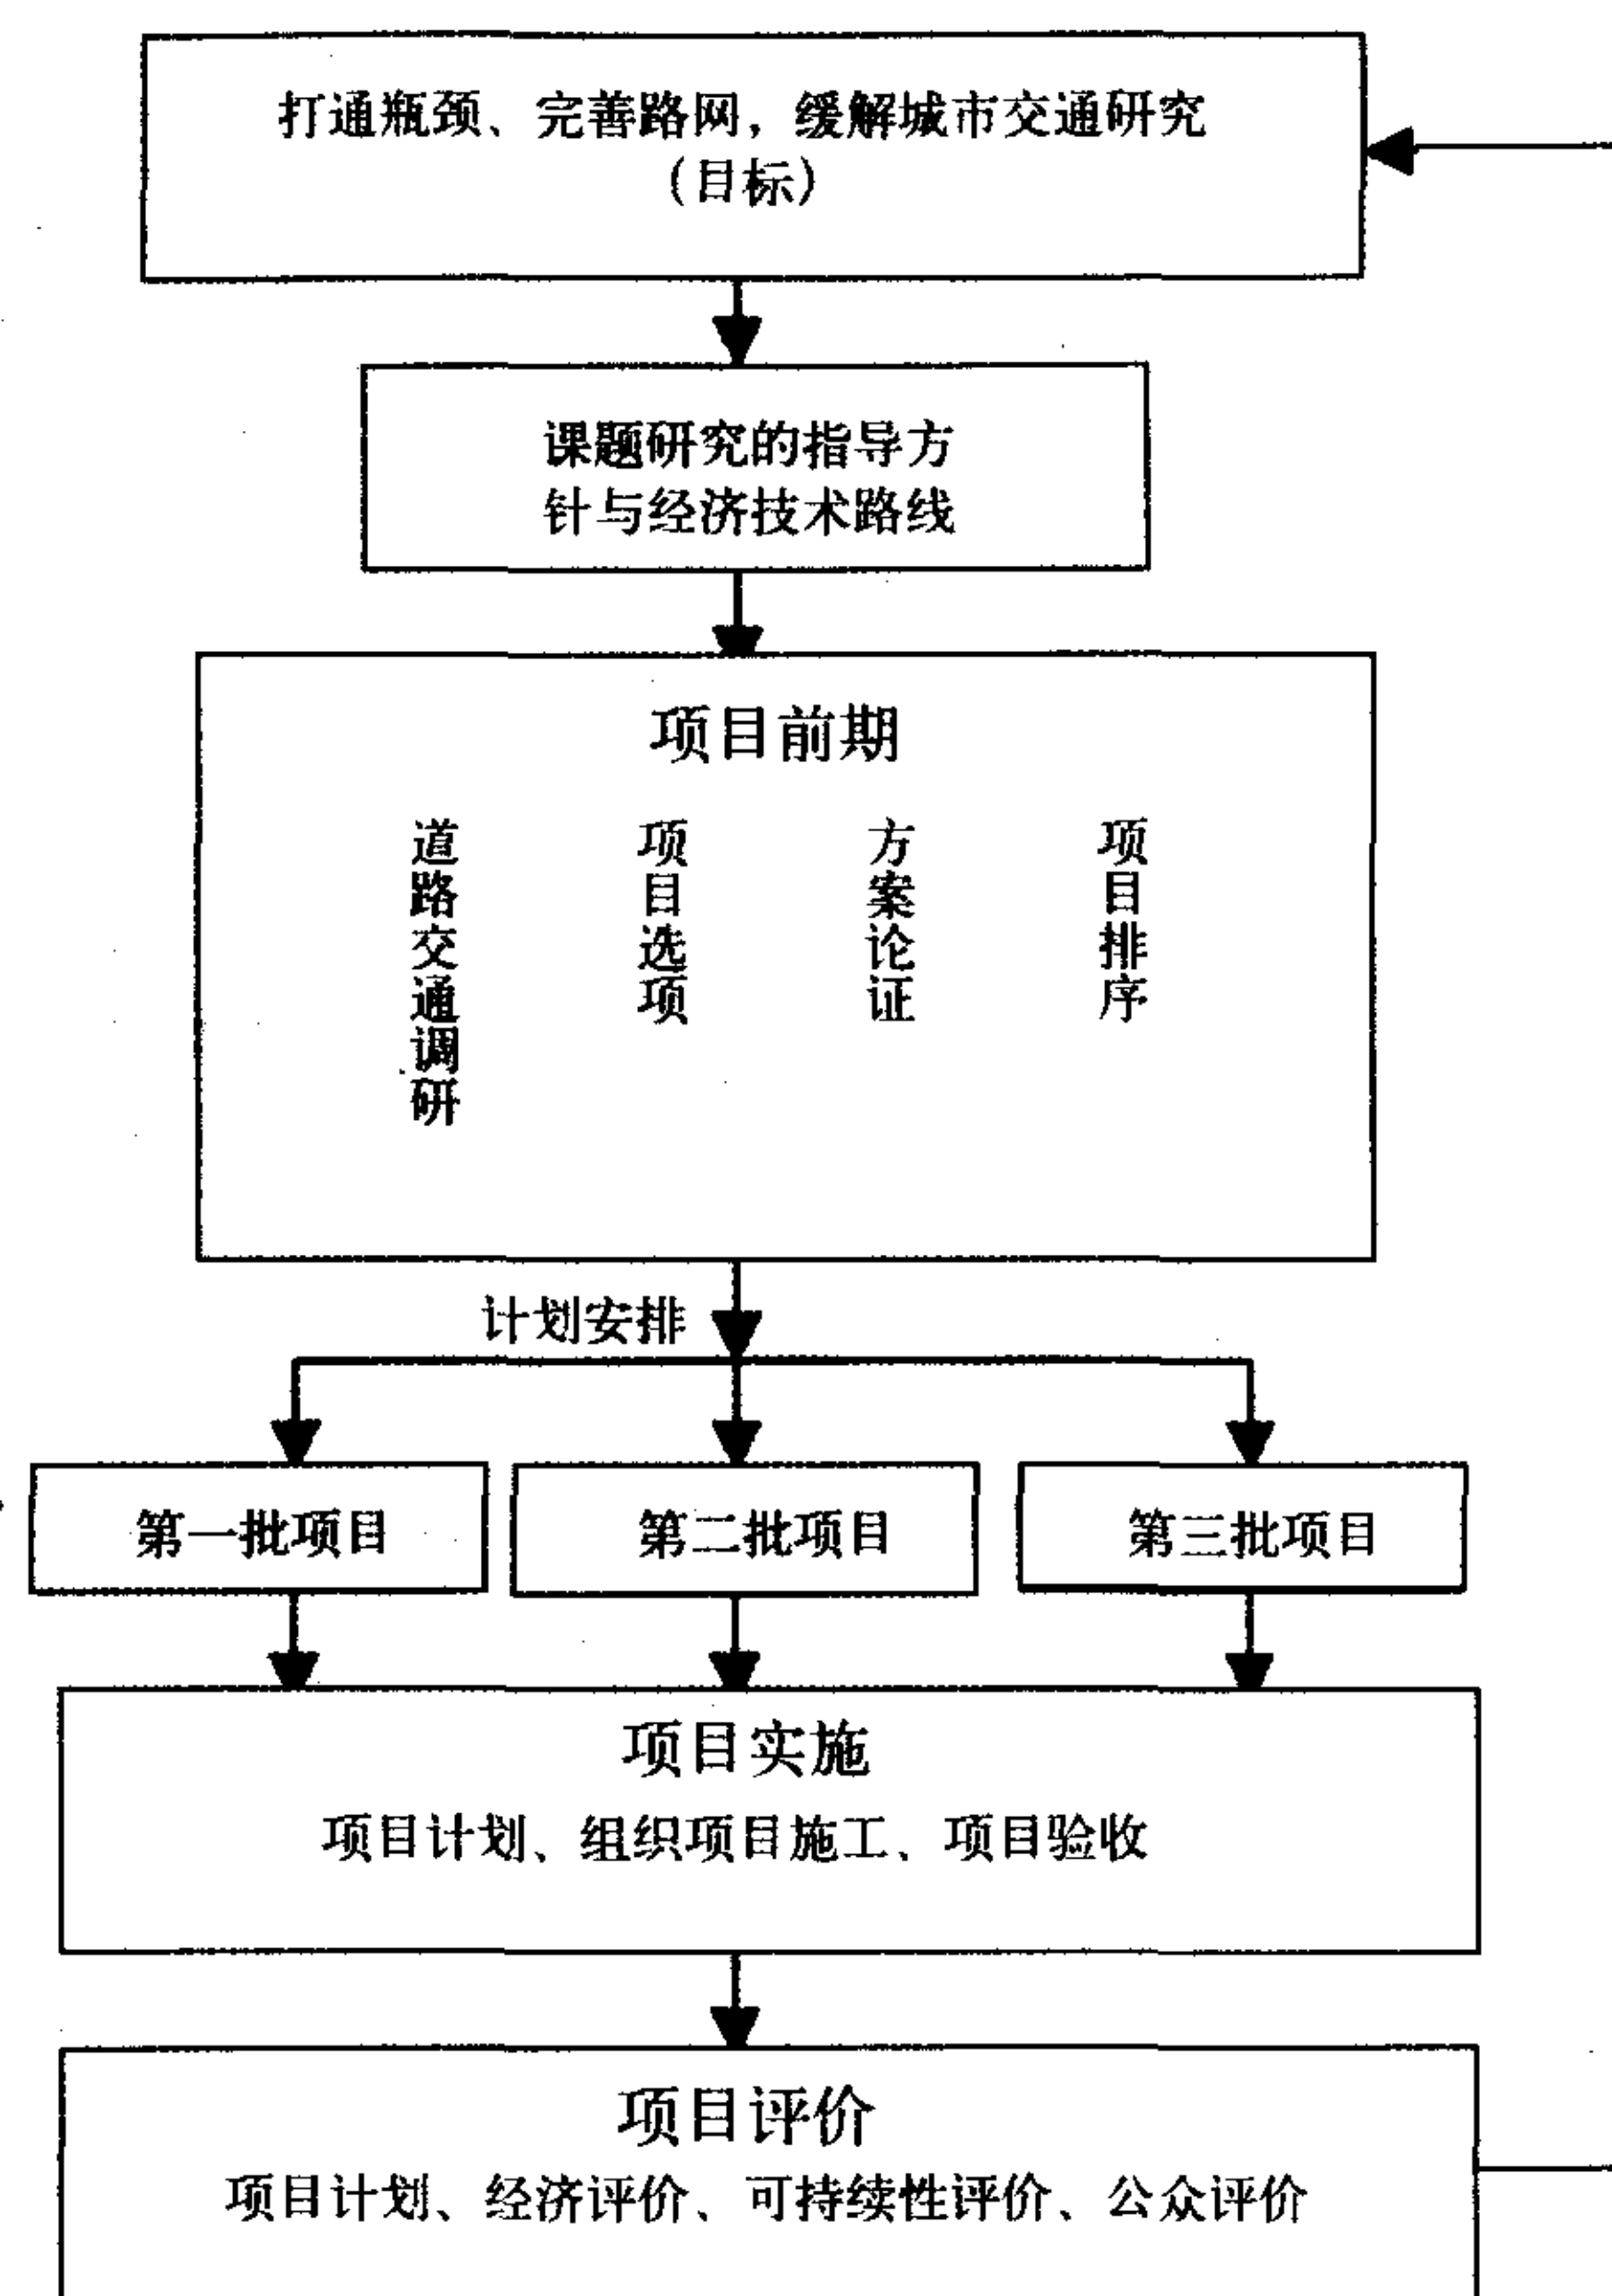 打通瓶颈、完善路网，缓解城市交通研究
（目标）
课题研究的指导方
针与经济技术路线
项目前期
道路交通调研
项目选项
方案论证
项目排序
计划安排
第一批项目
第二批项目
第三批项目
项目实施
项目计划、组织项目施工、项目验收
项目评价
项目计划、经济评价、可持续性评价、公众评价